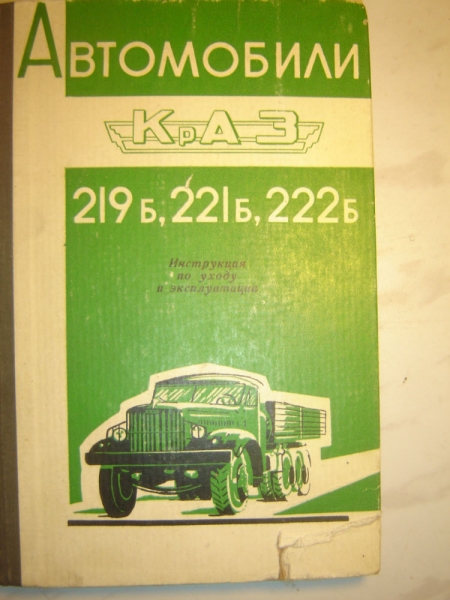 Автомобили
КрАЗ
219 Б, 221 Б, 222 Б
Инструкция
по уходу
и эксплуатации